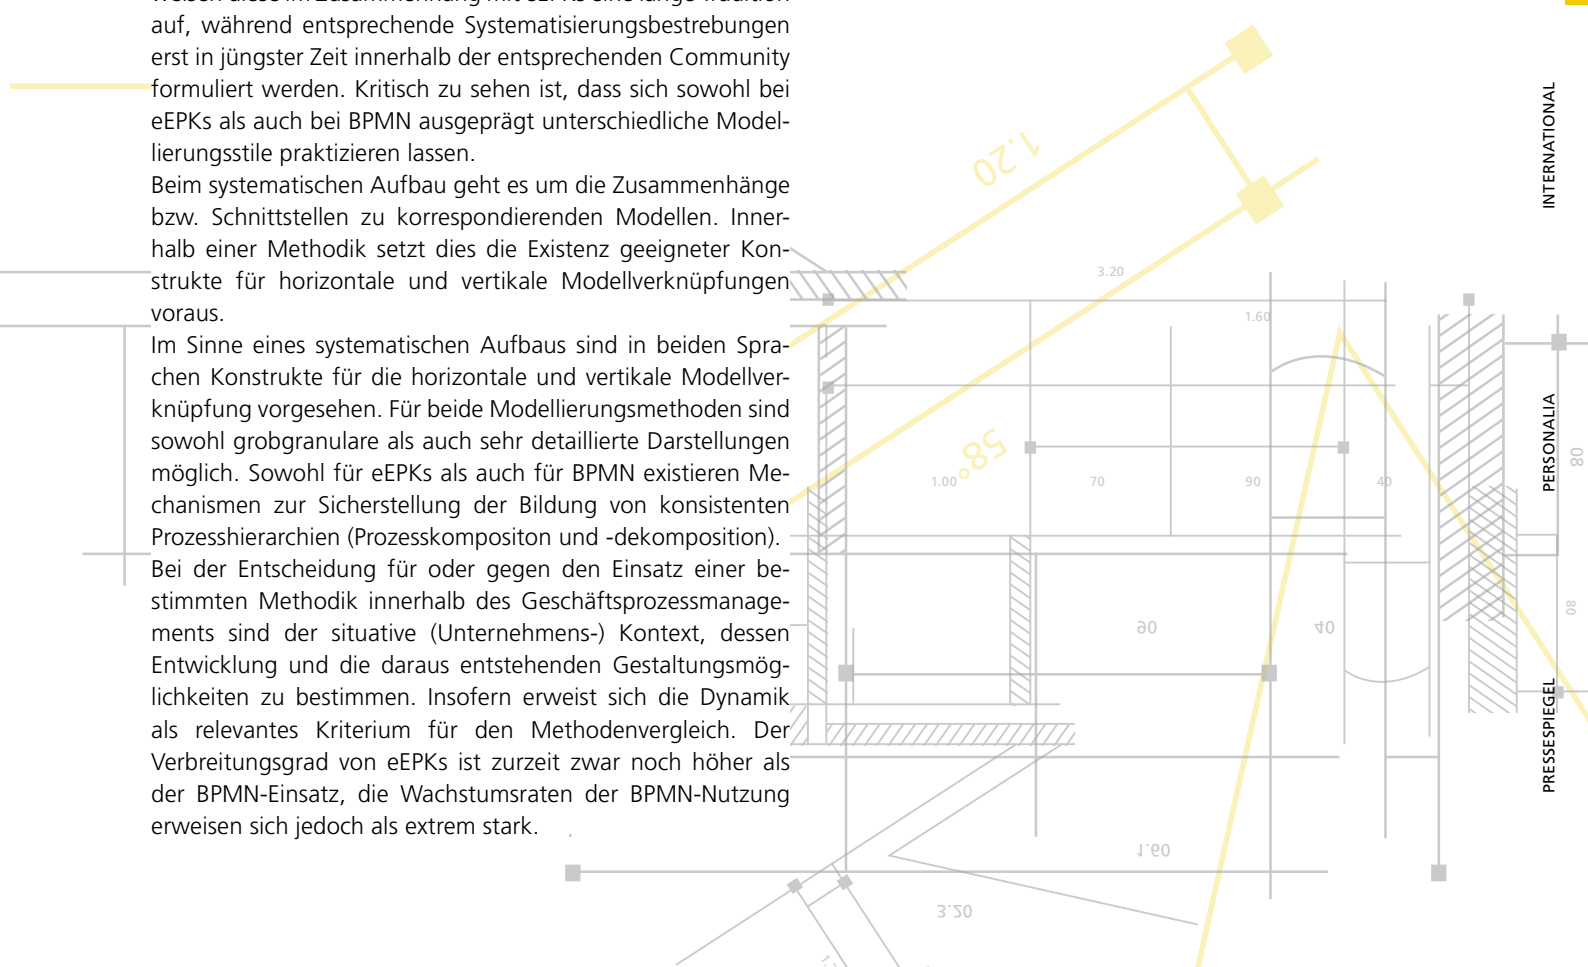 weisen diese im Zusammenhang mit eEPKs eine lange Tradition
auf, während entsprechende Systematisierungsbestrebungen
erst in jüngster Zeit innerhalb der entsprechenden Community
formuliert werden. Kritisch zu sehen ist, dass sich sowohl bei
eEPKs als auch bei BPMN ausgeprägt unterschiedliche Model-
lierungsstile praktizieren lassen.
Beim systematischen Aufbau geht es um die Zusammenhänge
bzw. Schnittstellen zu korrespondierenden Modellen. Inner-
halb einer Methodik setzt dies die Existenz geeigneter Kon-
strukte für horizontale und vertikale Modellverknüpfungen
voraus.
Im Sinne eines systematischen Aufbaus sind in beiden Spra-
chen Konstrukte für die horizontale und vertikale Modellver-
knüpfung vorgesehen. Für beide Modellierungsmethoden sind
sowohl grobgranulare als auch sehr detaillierte Darstellungen
möglich. Sowohl für eEPKs als auch für BPMN existieren Me-
chanismen zur Sicherstellung der Bildung von konsistenten
Prozesshierarchien (Prozesskompositon und -dekomposition).
Bei der Entscheidung für oder gegen den Einsatz einer be-
stimmten Methodik innerhalb des Geschäftsprozessmanage-
ments sind der situative (Unternehmens-) Kontext, dessen
Entwicklung und die daraus entstehenden Gestaltungsmög-
lichkeiten zu bestimmen. Insofern erweist sich die Dynamik
als relevantes Kriterium für den Methodenvergleich. Der
Verbreitungsgrad von eEPKs ist zurzeit zwar noch höher als
der BPMN-Einsatz, die Wachstumsraten der BPMN-Nutzung
erweisen sich jedoch als extrem stark.
1.20
3.20
1.60
58°
1.00
70
90
40
90
40
1.60
3.20
80
80
INTERNATIONAL
PERSONALIA
PRESSESPIEGEL